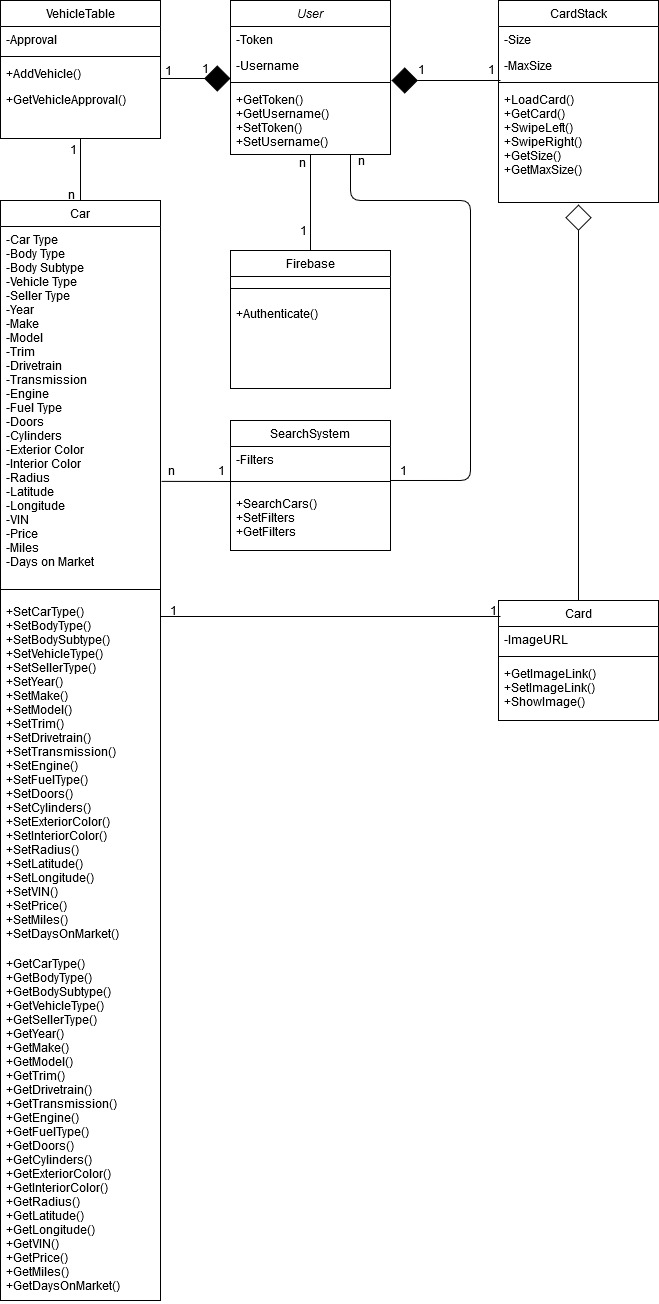 VehicleTable
-Approval
+AddVehicle()
+GetVehicleApproval()
1
1
User
-Token
-Username
+GetToken()
+GetUsername()
+SetToken()
+SetUsername()
1
1
CardStack
-Size
-MaxSize
+LoadCard()
+GetCard()
+SwipeLeft()
+SwipeRight()
+GetSize()
+GetMaxSize()
1
n
n
n
1
Car
-Car Type
-Body Type
-Body Subtype
-Vehicle Type
-Seller Type
-Year
-Make
-Model
-Trim
-Drivetrain
-Transmission
-Engine
-Fuel Type
-Doors
-Cylinders
-Exterior Color
-Interior Color
-Radius
-Latitude
-Longitude
-VIN
-Price
-Miles
-Days on Market
+SetCarType()
+SetBodyType()
+SetBodySubtype()
+SetVehicleType()
+SetSellerType()
+SetYear()
+SetMake()
+SetModel()
+SetTrim()
+SetDrivetrain()
+SetTransmission()
+SetEngine()
+SetFuelType()
+SetDoors()
+SetCylinders()
+SetExteriorColor()
+SetInteriorColor()
+SetRadius()
+SetLatitude()
+SetLongitude()
+SetVIN()
+SetPrice()
+SetMiles()
+SetDaysOnMarket()
+GetCarType()
+GetBodyType()
+GetBodySubtype()
+GetVehicleType()
+GetSellerType()
+GetYear()
+GetMake()
+GetModel()
+GetTrim()
+GetDrivetrain()
+GetTransmission()
+GetEngine()
+GetFuelType()
+GetDoors()
+GetCylinders()
+GetExteriorColor()
+GetInteriorColor()
+GetRadius()
+GetLatitude()
+GetLongitude()
+GetVIN()
+GetPrice()
+GetMiles()
+GetDaysOnMarket()
Firebase
+Authenticate()
n
1
SearchSystem
-Filters
+SearchCars()
+SetFilters
+GetFilters
1
1
1
Card
-ImageURL
+GetImageLink()
+SetImageLink()
+ShowImage()